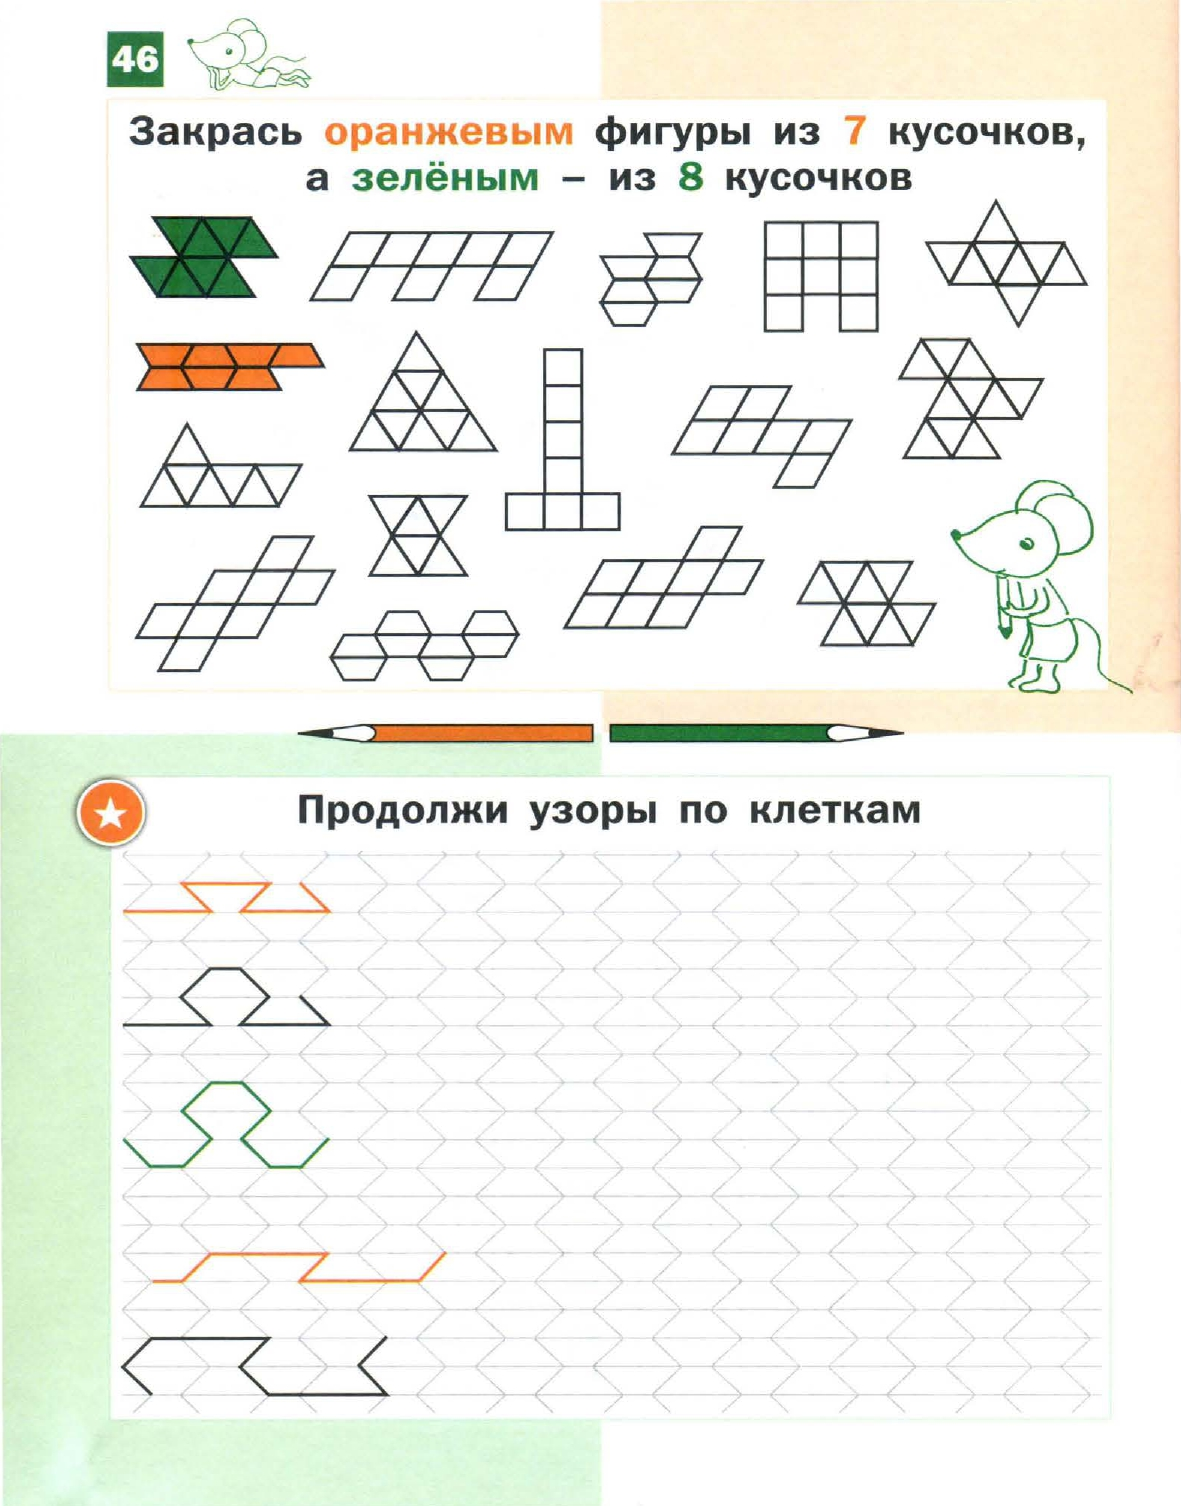 46
Закрась оранжевым фигуры из 7 кусочков,
а зелёным – из 8 кусочков
Продолжи узоры по клеткам